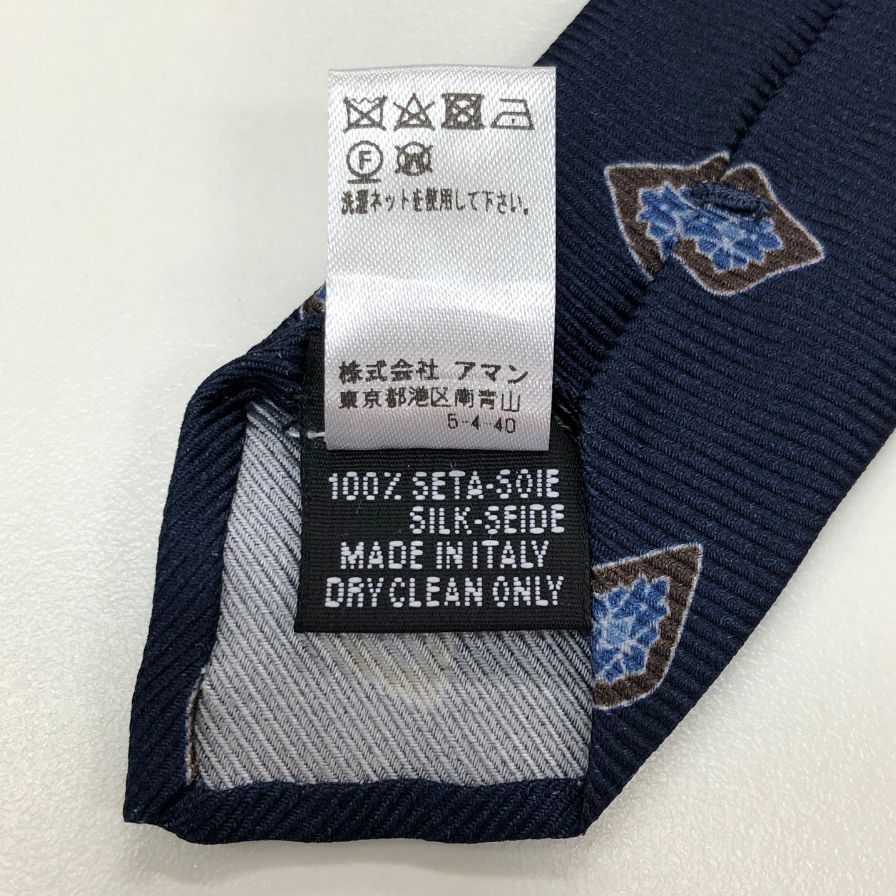 F W
洗濯ネットを使用して下さい。
株式会社 アマン
東京都港区南青山
5-4-40
100% SETA-SOIE
SILK-SEIDE
MADE IN ITALY
DRY CLEAN ONLY